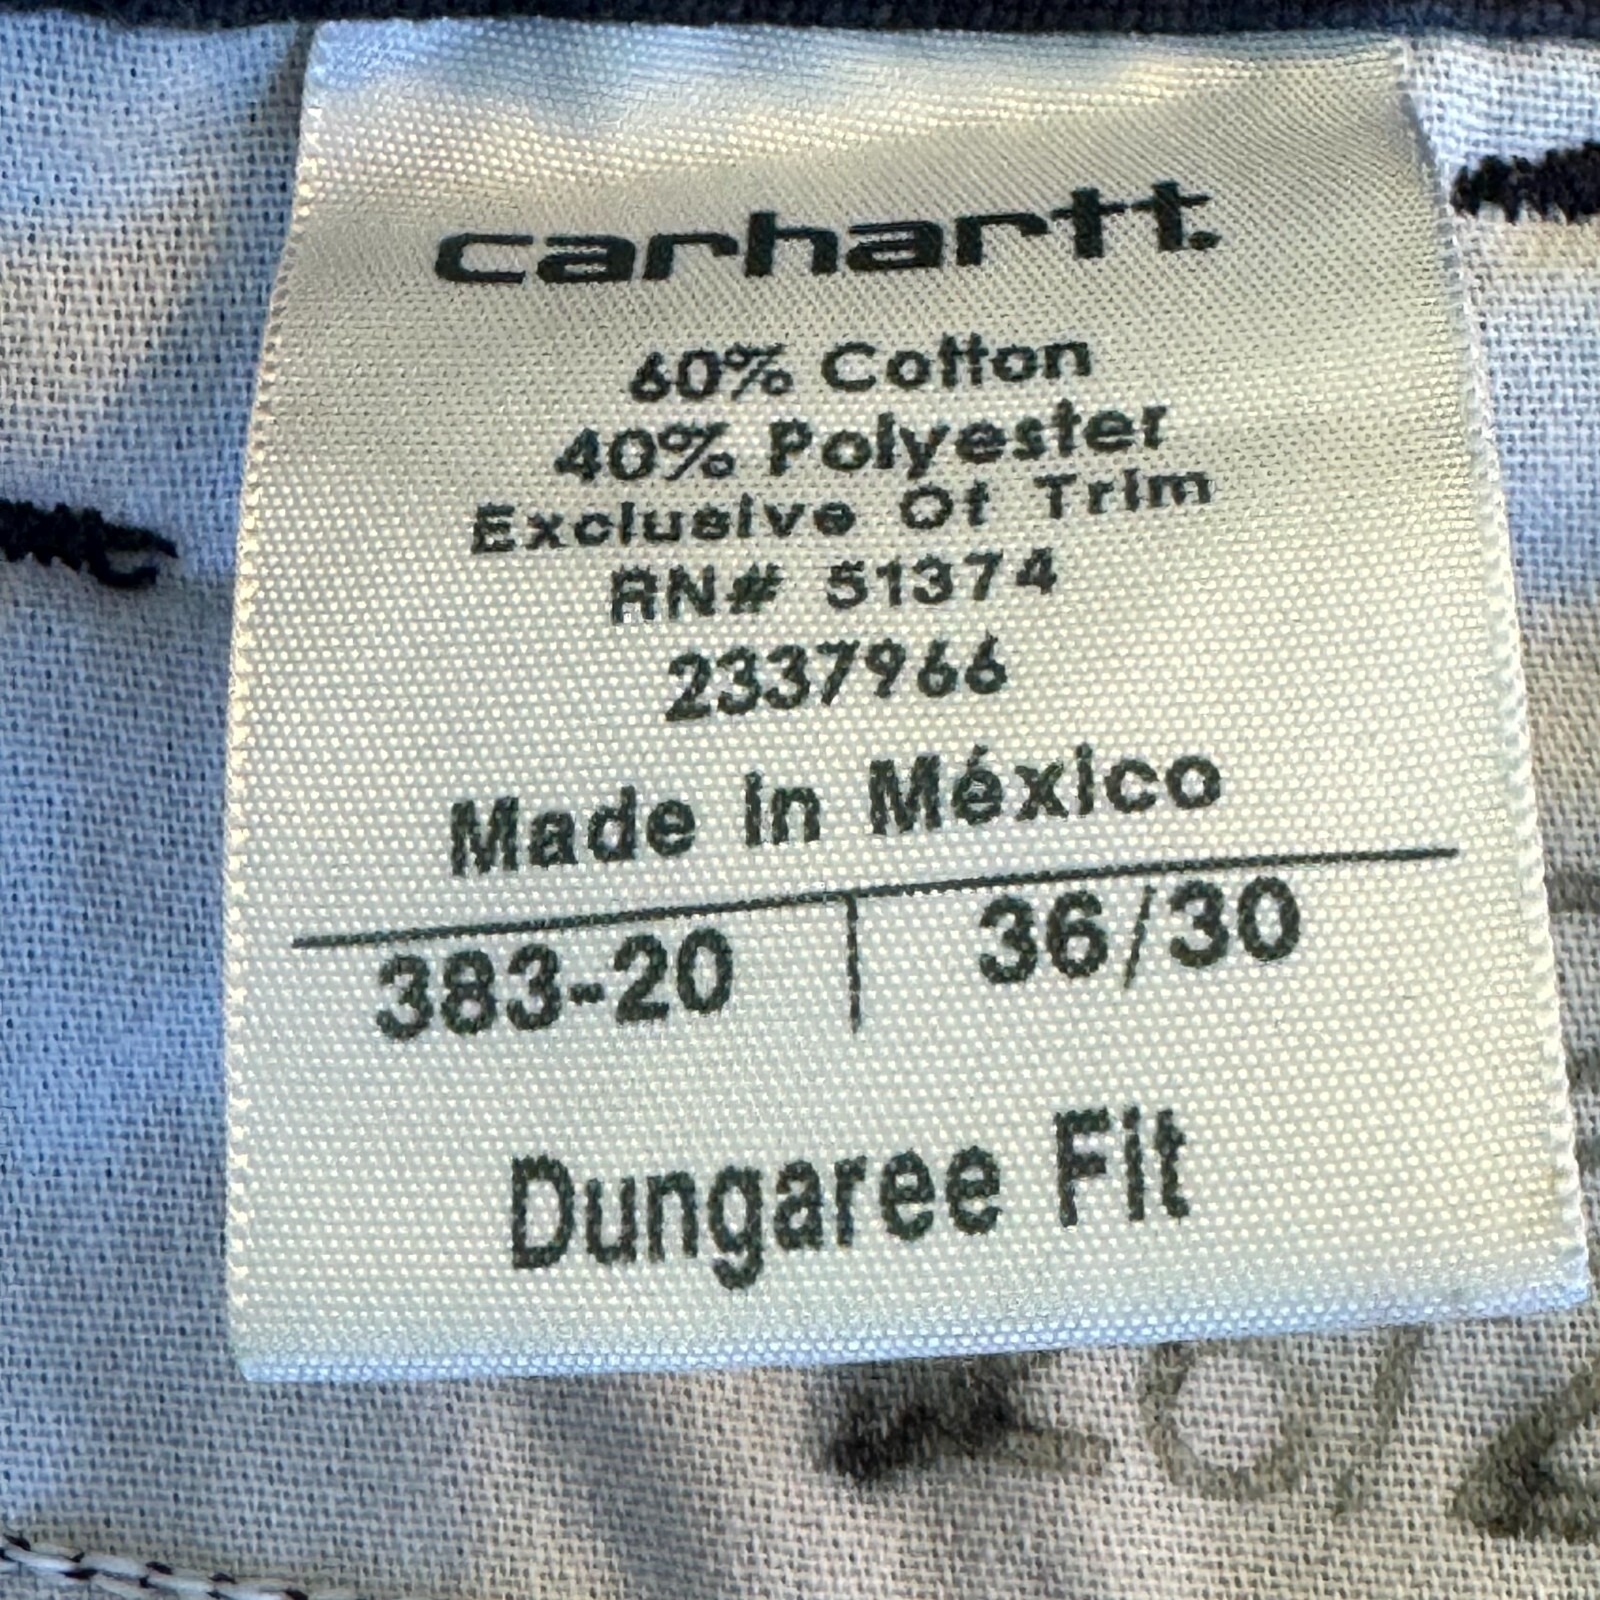 carhartt.
60% Cotton
40% Polyester
Exclusive Of Trim
RN# 51374
2337966
Made in México
383-20 36/30
Dungaree Fit